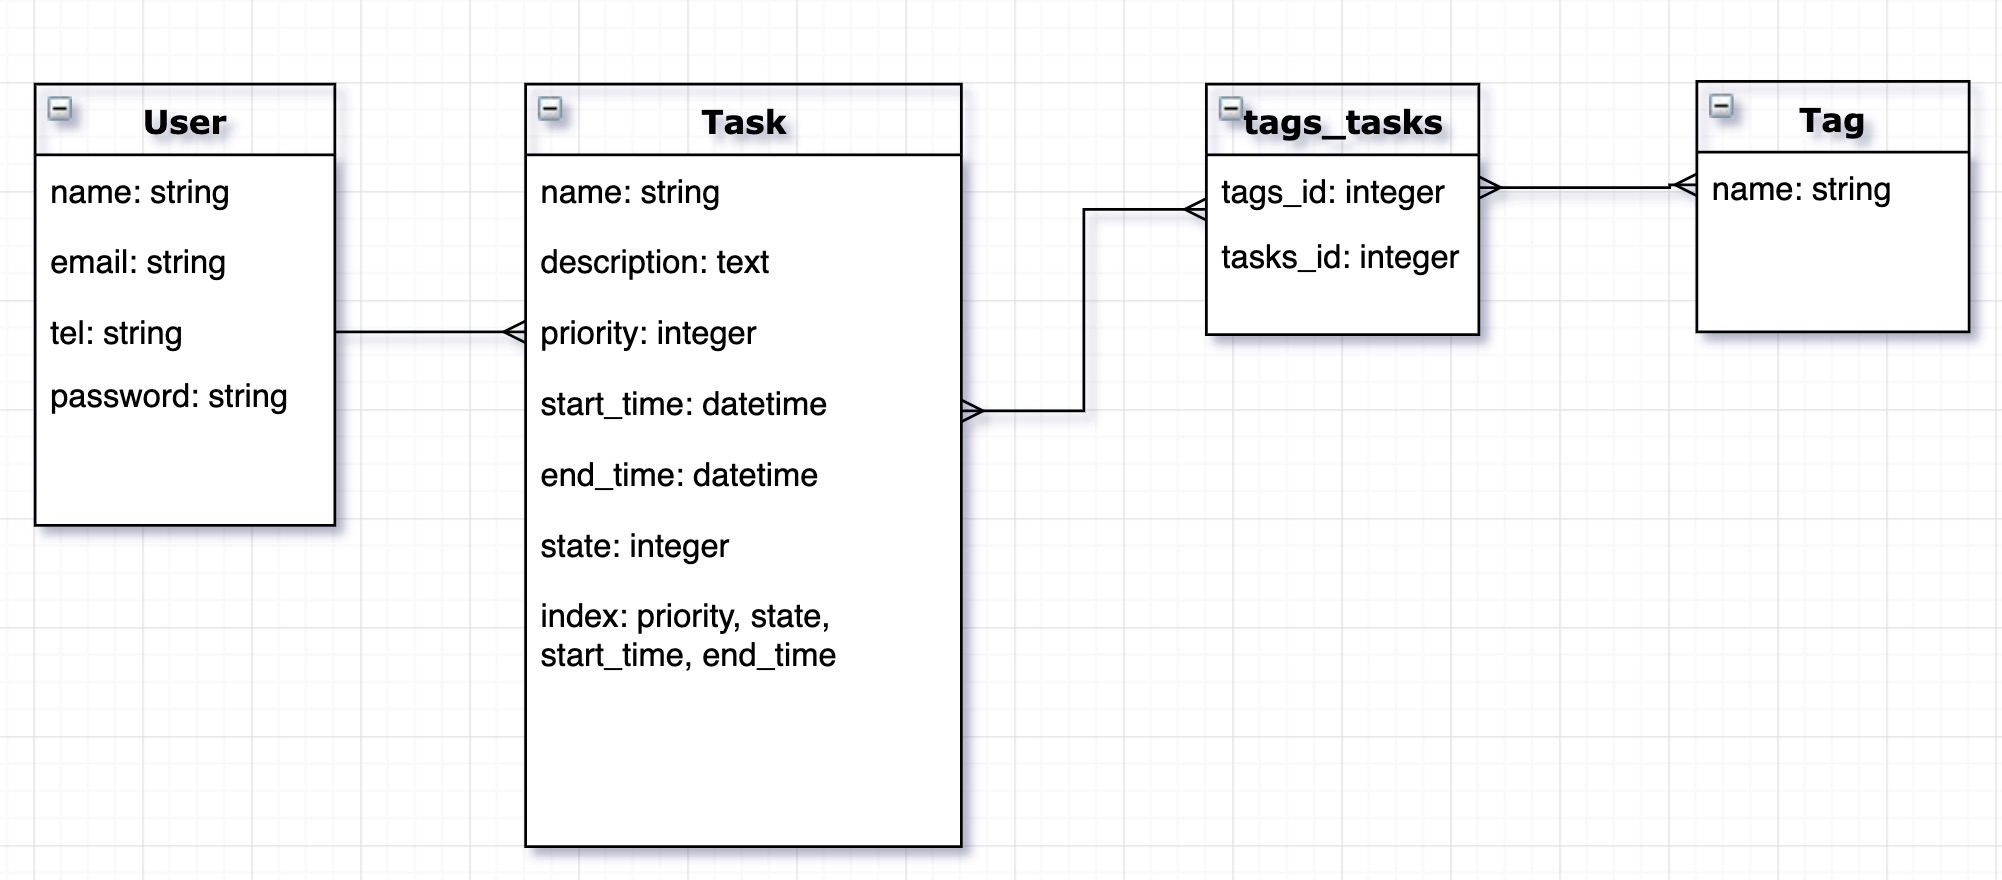 User
name: string
email: string
tel: string
password: string
Task
name: string
description: text
priority: integer
start_time: datetime
end_time: datetime
state: integer
index: priority, state,
start_time, end_time
tags_tasks
tags_id: integer
tasks_id: integer
Tag
name: string